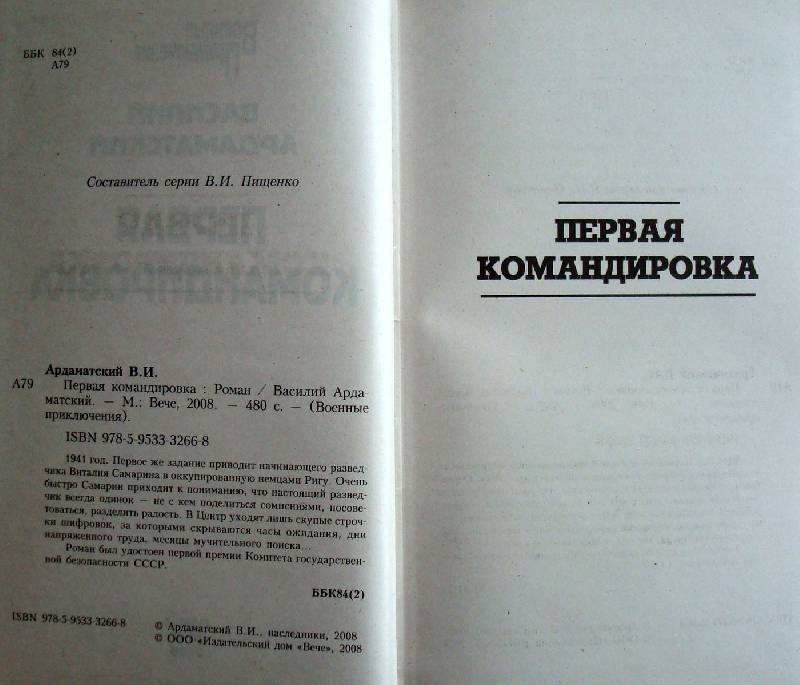 ББК 84(2)
А79
Составитель серии В.И. Пищенко
Ардаматский В.И.
А79 Первая командировка : Роман / Василий Арда-
матский. — М.: Вече, 2008. — 480 с. — (Военные
приключения).
ISBN 978-5-9533-3266-8
1941 год. Первое же задание приводит начинающего развед-
чика Виталия Самарина в оккупированную немцами Ригу. Очень
быстро Самарин приходит к пониманию, что настоящий развед-
чик всегда одинок — не с кем поделиться сомнениями, посове-
товаться, разделить радость. В Центр уходят лишь скупые строч-
ки шифровок, за которыми скрываются часы ожидания, дни
напряженного труда, месяцы мучительного поиска...
Роман был удостоен первой премии Комитета государствен-
ной безопасности СССР.
ББК84(2)
ISBN 978-5-9533-3266-8
© Ардаматский В.И., наследники, 2008
© ООО «Издательский дом «Вече», 2008
ПЕРВАЯ
КОМАНДИРОВКА